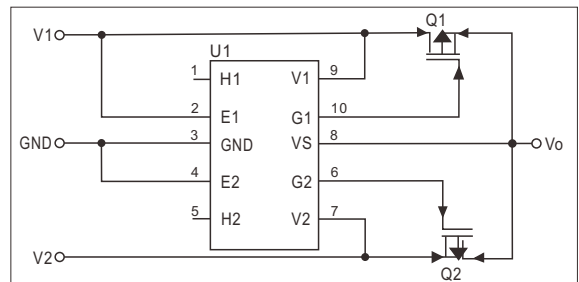 V1
U1
Q1
1 H1 V1 9
2 E1 G1 10
GND 3 GND VS 8 Vo
4 E2 G2 6
5 H2 V2 7
V2
Q2